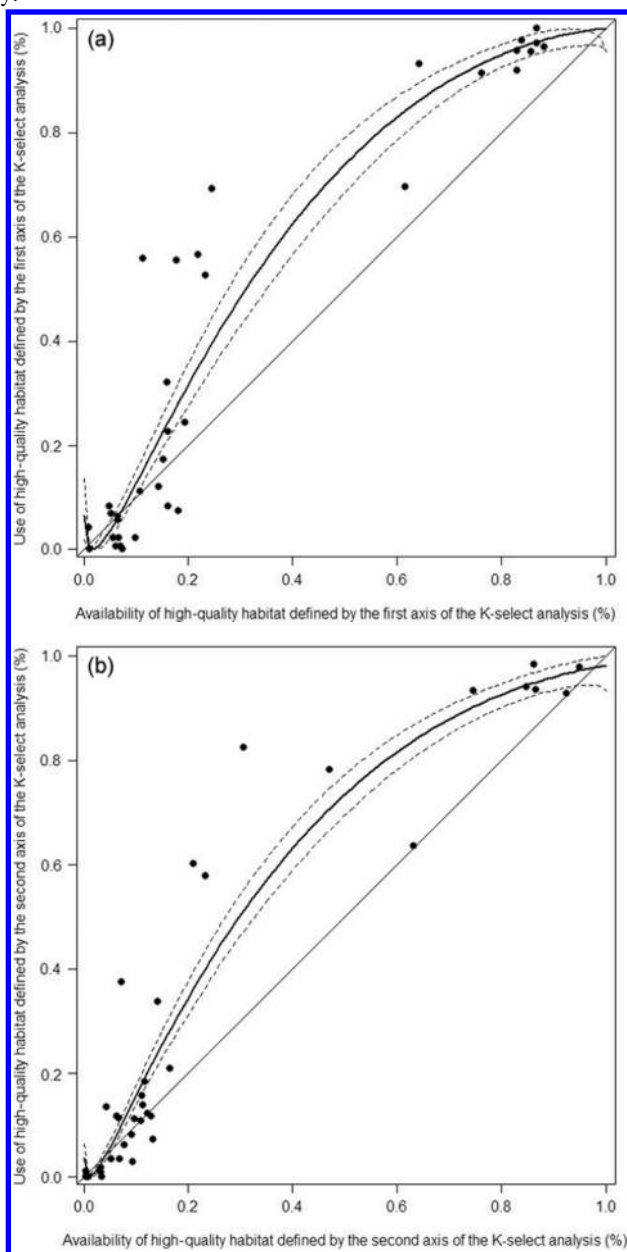 y.
(a)
Use of high-quality habitat defined by the first axis of the K-select analysis (%)
1.0
0.8
0.6
0.4
0.2
0.0
0.0 0.2 0.4 0.6 0.8 1.0
Availability of high-quality habitat defined by the first axis of the K-select analysis (%)
(b)
Use of high-quality habitat defined by the second axis of the K-select analysis (%)
1.0
0.8
0.6
0.4
0.2
0.0
0.0 0.2 0.4 0.6 0.8 1.0
Availability of high-quality habitat defined by the second axis of the K-select analysis (%)